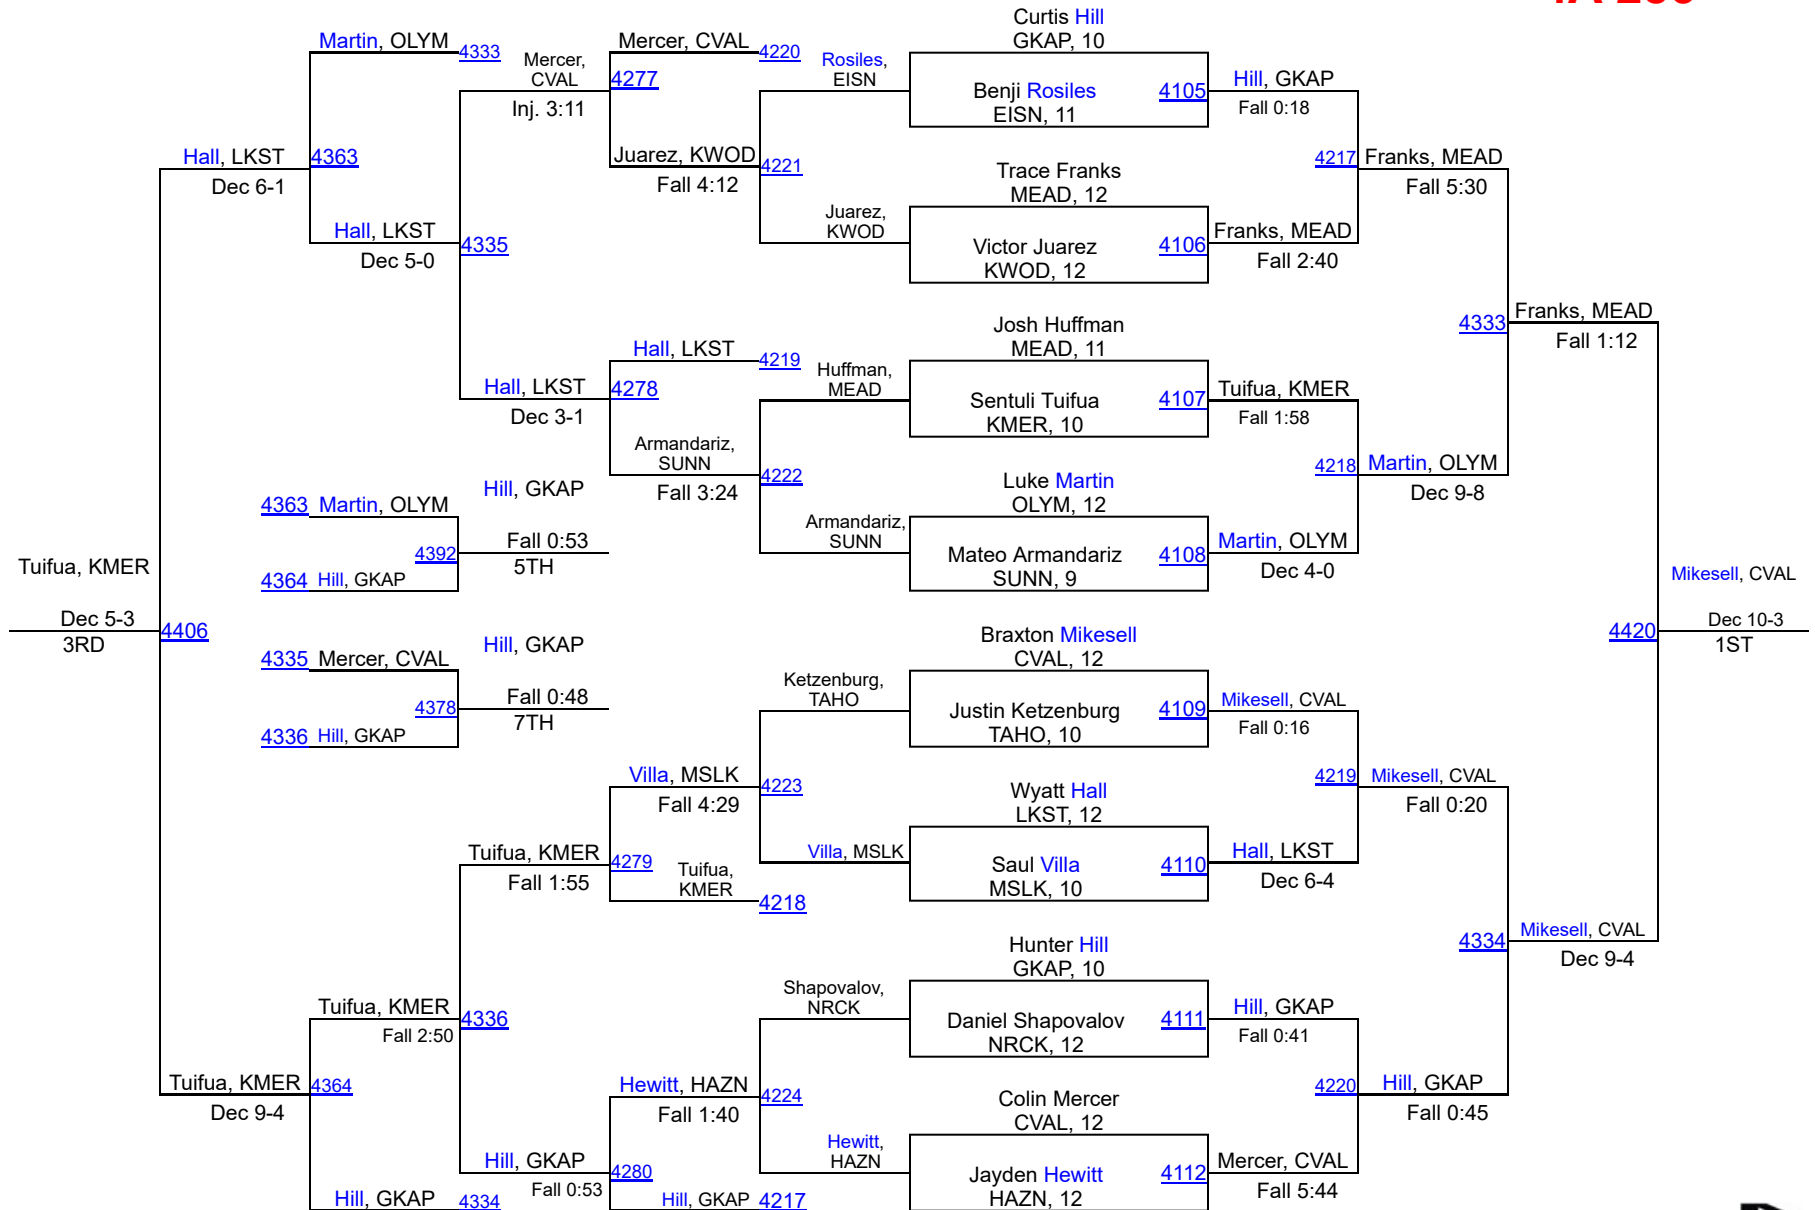 Curtis Hill
GKAP, 10
Martin, OLYM
4333
Mercer,
CVAL
Inj. 3:11
Mercer, CVAL
4220
4277
Rosiles,
EISN
Benji Rosiles
EISN, 11
4105
Hill, GKAP
Fall 0:18
Hall, LKST
Dec 6-1
4363
Juarez, KWOD
Fall 4:12
4221
Trace Franks
MEAD, 12
4217
Franks, MEAD
Fall 5:30
Hall, LKST
Dec 5-0
4335
Juarez,
KWOD
Victor Juarez
KWOD, 12
4106
Franks, MEAD
Fall 2:40
Josh Huffman
MEAD, 11
4333
Franks, MEAD
Fall 1:12
Hall, LKST
4219
Hall, LKST
Dec 3-1
4278
Huffman,
MEAD
Sentuli Tuifua
KMER, 10
4107
Tuifua, KMER
Fall 1:58
Armandariz,
SUNN
Fall 3:24
4222
Luke Martin
OLYM, 12
4218
Martin, OLYM
Dec 9-8
4363
Martin, OLYM
Hill, GKAP
4392
Fall 0:53
5TH
4364
Hill, GKAP
Armandariz,
SUNN
Mateo Armandariz
SUNN, 9
4108
Martin, OLYM
Dec 4-0
Tuifua, KMER
Dec 5-3
3RD
4406
Mikesell, CVAL
4420
Dec 10-3
1ST
Braxton Mikesell
CVAL, 12
4335
Mercer, CVAL
Hill, GKAP
4378
Fall 0:48
7TH
4336
Hill, GKAP
Ketzenburg,
TAHO
Justin Ketzenburg
TAHO, 10
4109
Mikesell, CVAL
Fall 0:16
Villa, MSLK
Fall 4:29
4223
Wyatt Hall
LKST, 12
4219
Mikesell, CVAL
Fall 0:20
Tuifua, KMER
Fall 1:55
4279
Tuifua,
KMER
4218
Villa, MSLK
Saul Villa
MSLK, 10
4110
Hall, LKST
Dec 6-4
Hunter Hill
GKAP, 10
4334
Mikesell, CVAL
Dec 9-4
Tuifua, KMER
Fall 2:50
4336
Shapovalov,
NRCK
Daniel Shapovalov
NRCK, 12
4111
Hill, GKAP
Fall 0:41
Tuifua, KMER
Dec 9-4
4364
Hewitt, HAZN
Fall 1:40
4224
Colin Mercer
CVAL, 12
4220
Hill, GKAP
Fall 0:45
Hill, GKAP
Fall 0:53
4280
Hewitt,
HAZN
Jayden Hewitt
HAZN, 12
4112
Mercer, CVAL
Fall 5:44
Hill, GKAP
4334
Hill, GKAP
4217